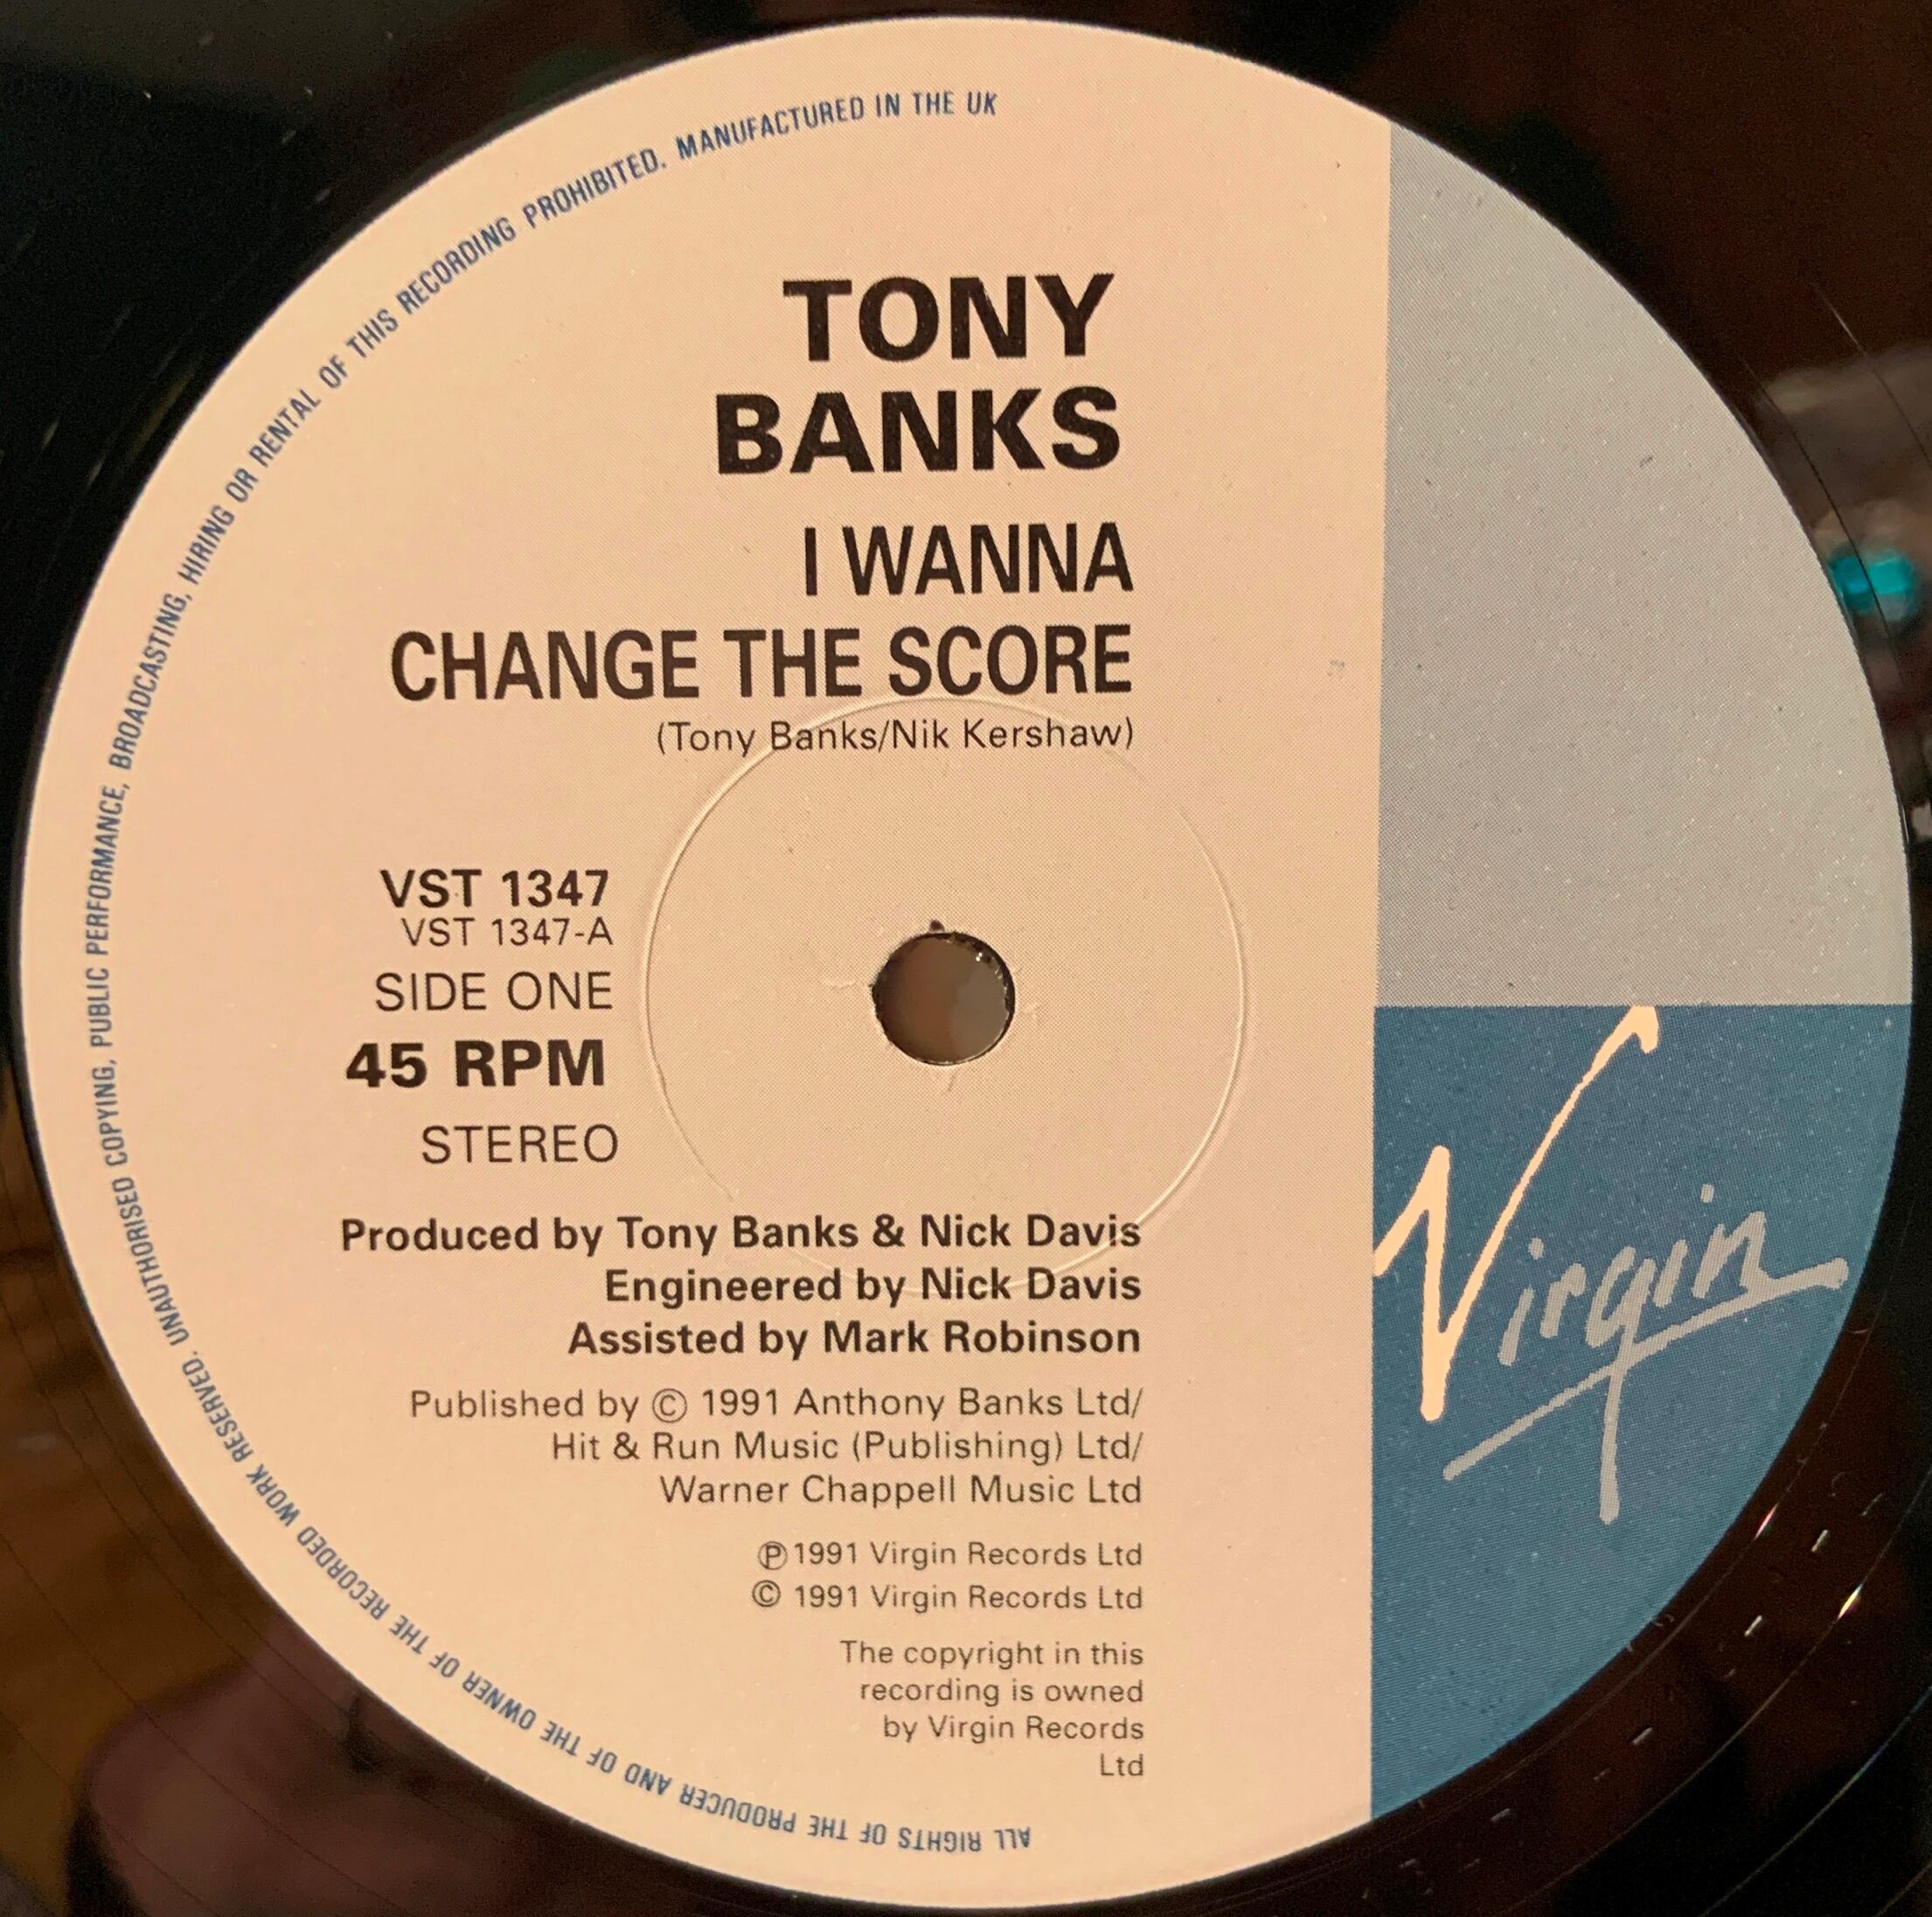 TONY
BANKS
I WANNA
CHANGE THE SCORE
(Tony Banks/Nik Kershaw)
VST 1347
VST 1347-A
SIDE ONE
45 RPM
STEREO
Produced by Tony Banks & Nick Davis
Engineered by Nick Davis
Assisted by Mark Robinson
Published by © 1991 Anthony Banks Ltd/
Hit & Run Music (Publishing) Ltd/
Warner Chappell Music Ltd
℗1991 Virgin Records Ltd
© 1991 Virgin Records Ltd
The copyright in this
recording is owned
by Virgin Records
Ltd
Virgin
ALL RIGHTS OF THE PRODUCER AND OF THE OWNER OF THE RECORDED WORK RESERVED. UNAUTHORISED COPYING, PUBLIC PERFORMANCE, BROADCASTING, HIRING OR RENTAL OF THIS RECORDING PROHIBITED. MANUFACTURED IN THE UK